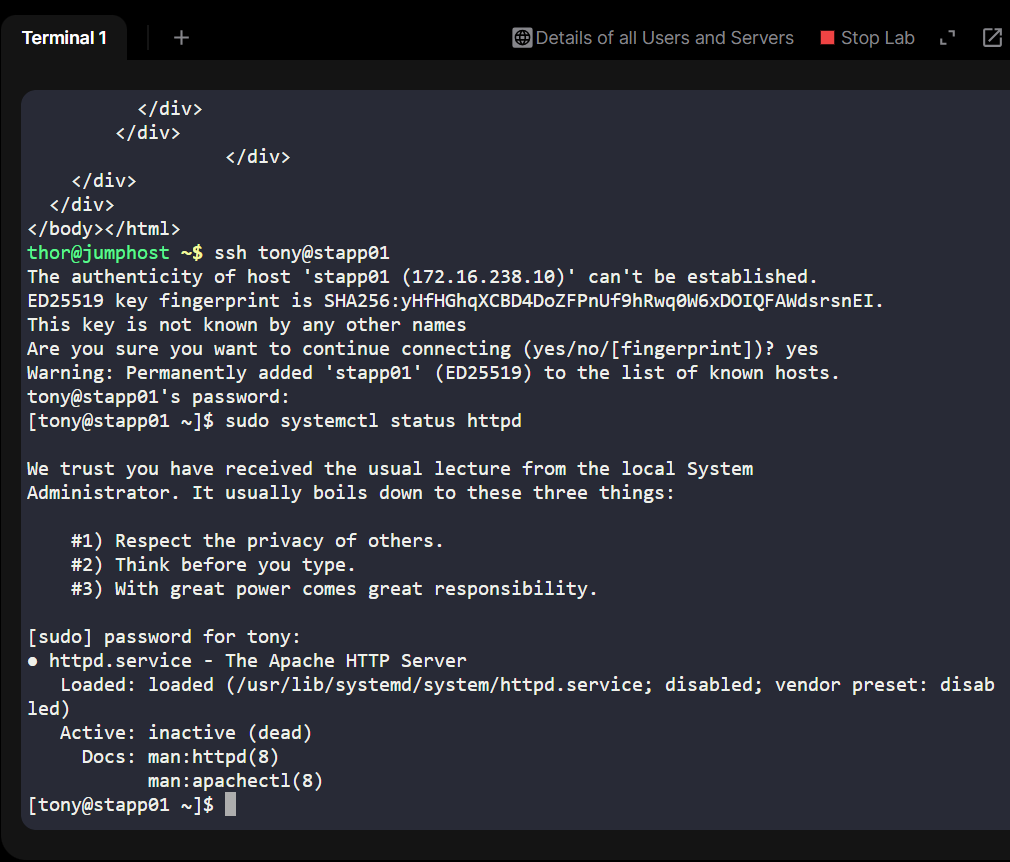 Terminal 1
+
Details of all Users and Servers
Stop Lab
</div>
</div>
</div>
</div>
</div>
</body></html>
thor@jumphost ~$ ssh tony@stapp01
The authenticity of host 'stapp01 (172.16.238.10)' can't be established.
ED25519 key fingerprint is SHA256:yHfHGhqXCBD4DoZFPnUf9hRwq0W6xDOIQFAWdsrsnEI.
This key is not known by any other names
Are you sure you want to continue connecting (yes/no/[fingerprint])? yes
Warning: Permanently added 'stapp01' (ED25519) to the list of known hosts.
tony@stapp01's password:
[tony@stapp01 ~]$ sudo systemctl status httpd
We trust you have received the usual lecture from the local System
Administrator. It usually boils down to these three things:
#1) Respect the privacy of others.
#2) Think before you type.
#3) With great power comes great responsibility.
[sudo] password for tony:
● httpd.service - The Apache HTTP Server
Loaded: loaded (/usr/lib/systemd/system/httpd.service; disabled; vendor preset: disab
led)
Active: inactive (dead)
Docs: man:httpd(8)
man:apachectl(8)
[tony@stapp01 ~]$